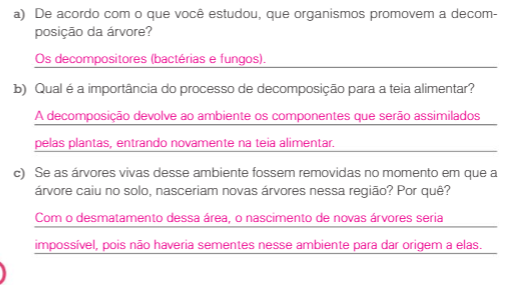 a) De acordo com o que você estudou, que organismos promovem a decom-
posição da árvore?
Os decompositores (bactérias e fungos).
b) Qual é a importância do processo de decomposição para a teia alimentar?
A decomposição devolve ao ambiente os componentes que serão assimilados
pelas plantas, entrando novamente na teia alimentar.
c) Se as árvores vivas desse ambiente fossem removidas no momento em que a
árvore caiu no solo, nasceriam novas árvores nessa região? Por quê?
Com o desmatamento dessa área, o nascimento de novas árvores seria
impossível, pois não haveria sementes nesse ambiente para dar origem a elas.